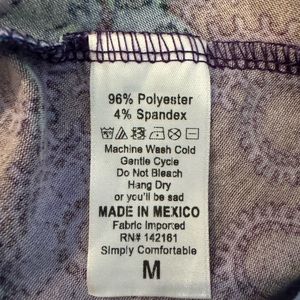 96% Polyester
4% Spandex
Machine Wash Cold
Gentle Cycle
Do Not Bleach
Hang Dry
or you'll be sad
MADE IN MEXICO
Fabric Imported
RN# 142161
Simply Comfortable
M